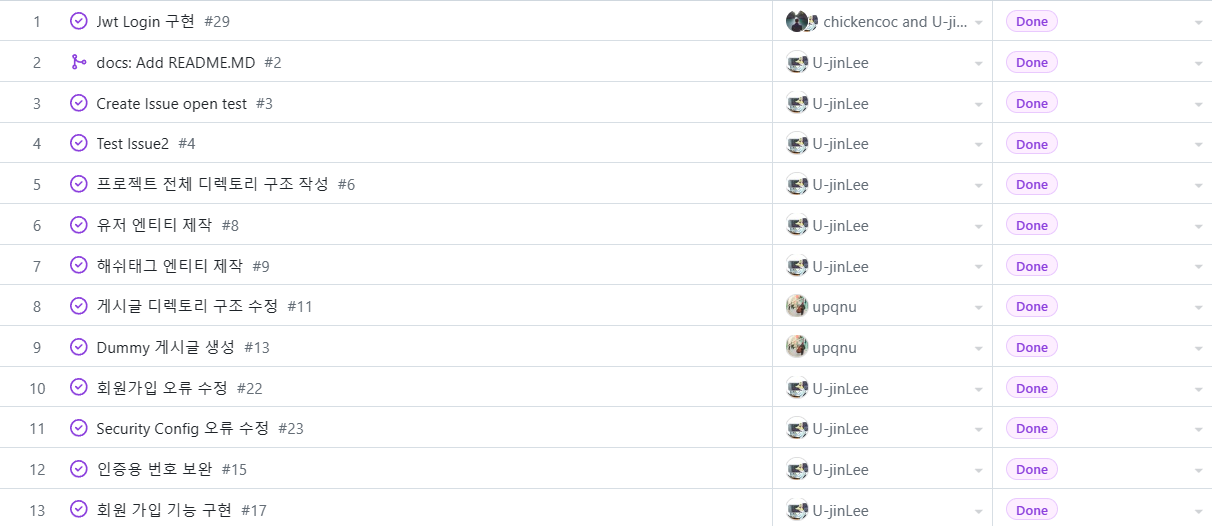 1 Jwt Login 구현 #29 chickencoc and U-ji... Done
2 docs: Add README.MD #2 U-jinLee Done
3 Create Issue open test #3 U-jinLee Done
4 Test Issue2 #4 U-jinLee Done
5 프로젝트 전체 디렉토리 구조 작성 #6 U-jinLee Done
6 유저 엔티티 제작 #8 U-jinLee Done
7 해쉬태그 엔티티 제작 #9 U-jinLee Done
8 게시글 디렉토리 구조 수정 #11 upqnu Done
9 Dummy 게시글 생성 #13 upqnu Done
10 회원가입 오류 수정 #22 U-jinLee Done
11 Security Config 오류 수정 #23 U-jinLee Done
12 인증용 번호 보완 #15 U-jinLee Done
13 회원 가입 기능 구현 #17 U-jinLee Done